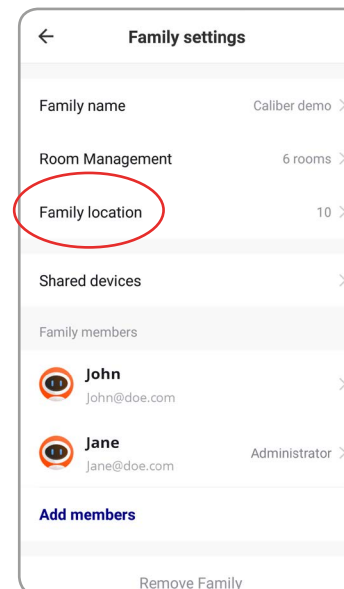 Family settings
Family name Caliber demo
Room Management 6 rooms
Family location 10
Shared devices
Family members
John
John@doe.com
Jane
Jane@doe.com Administrator
Add members
Remove Family